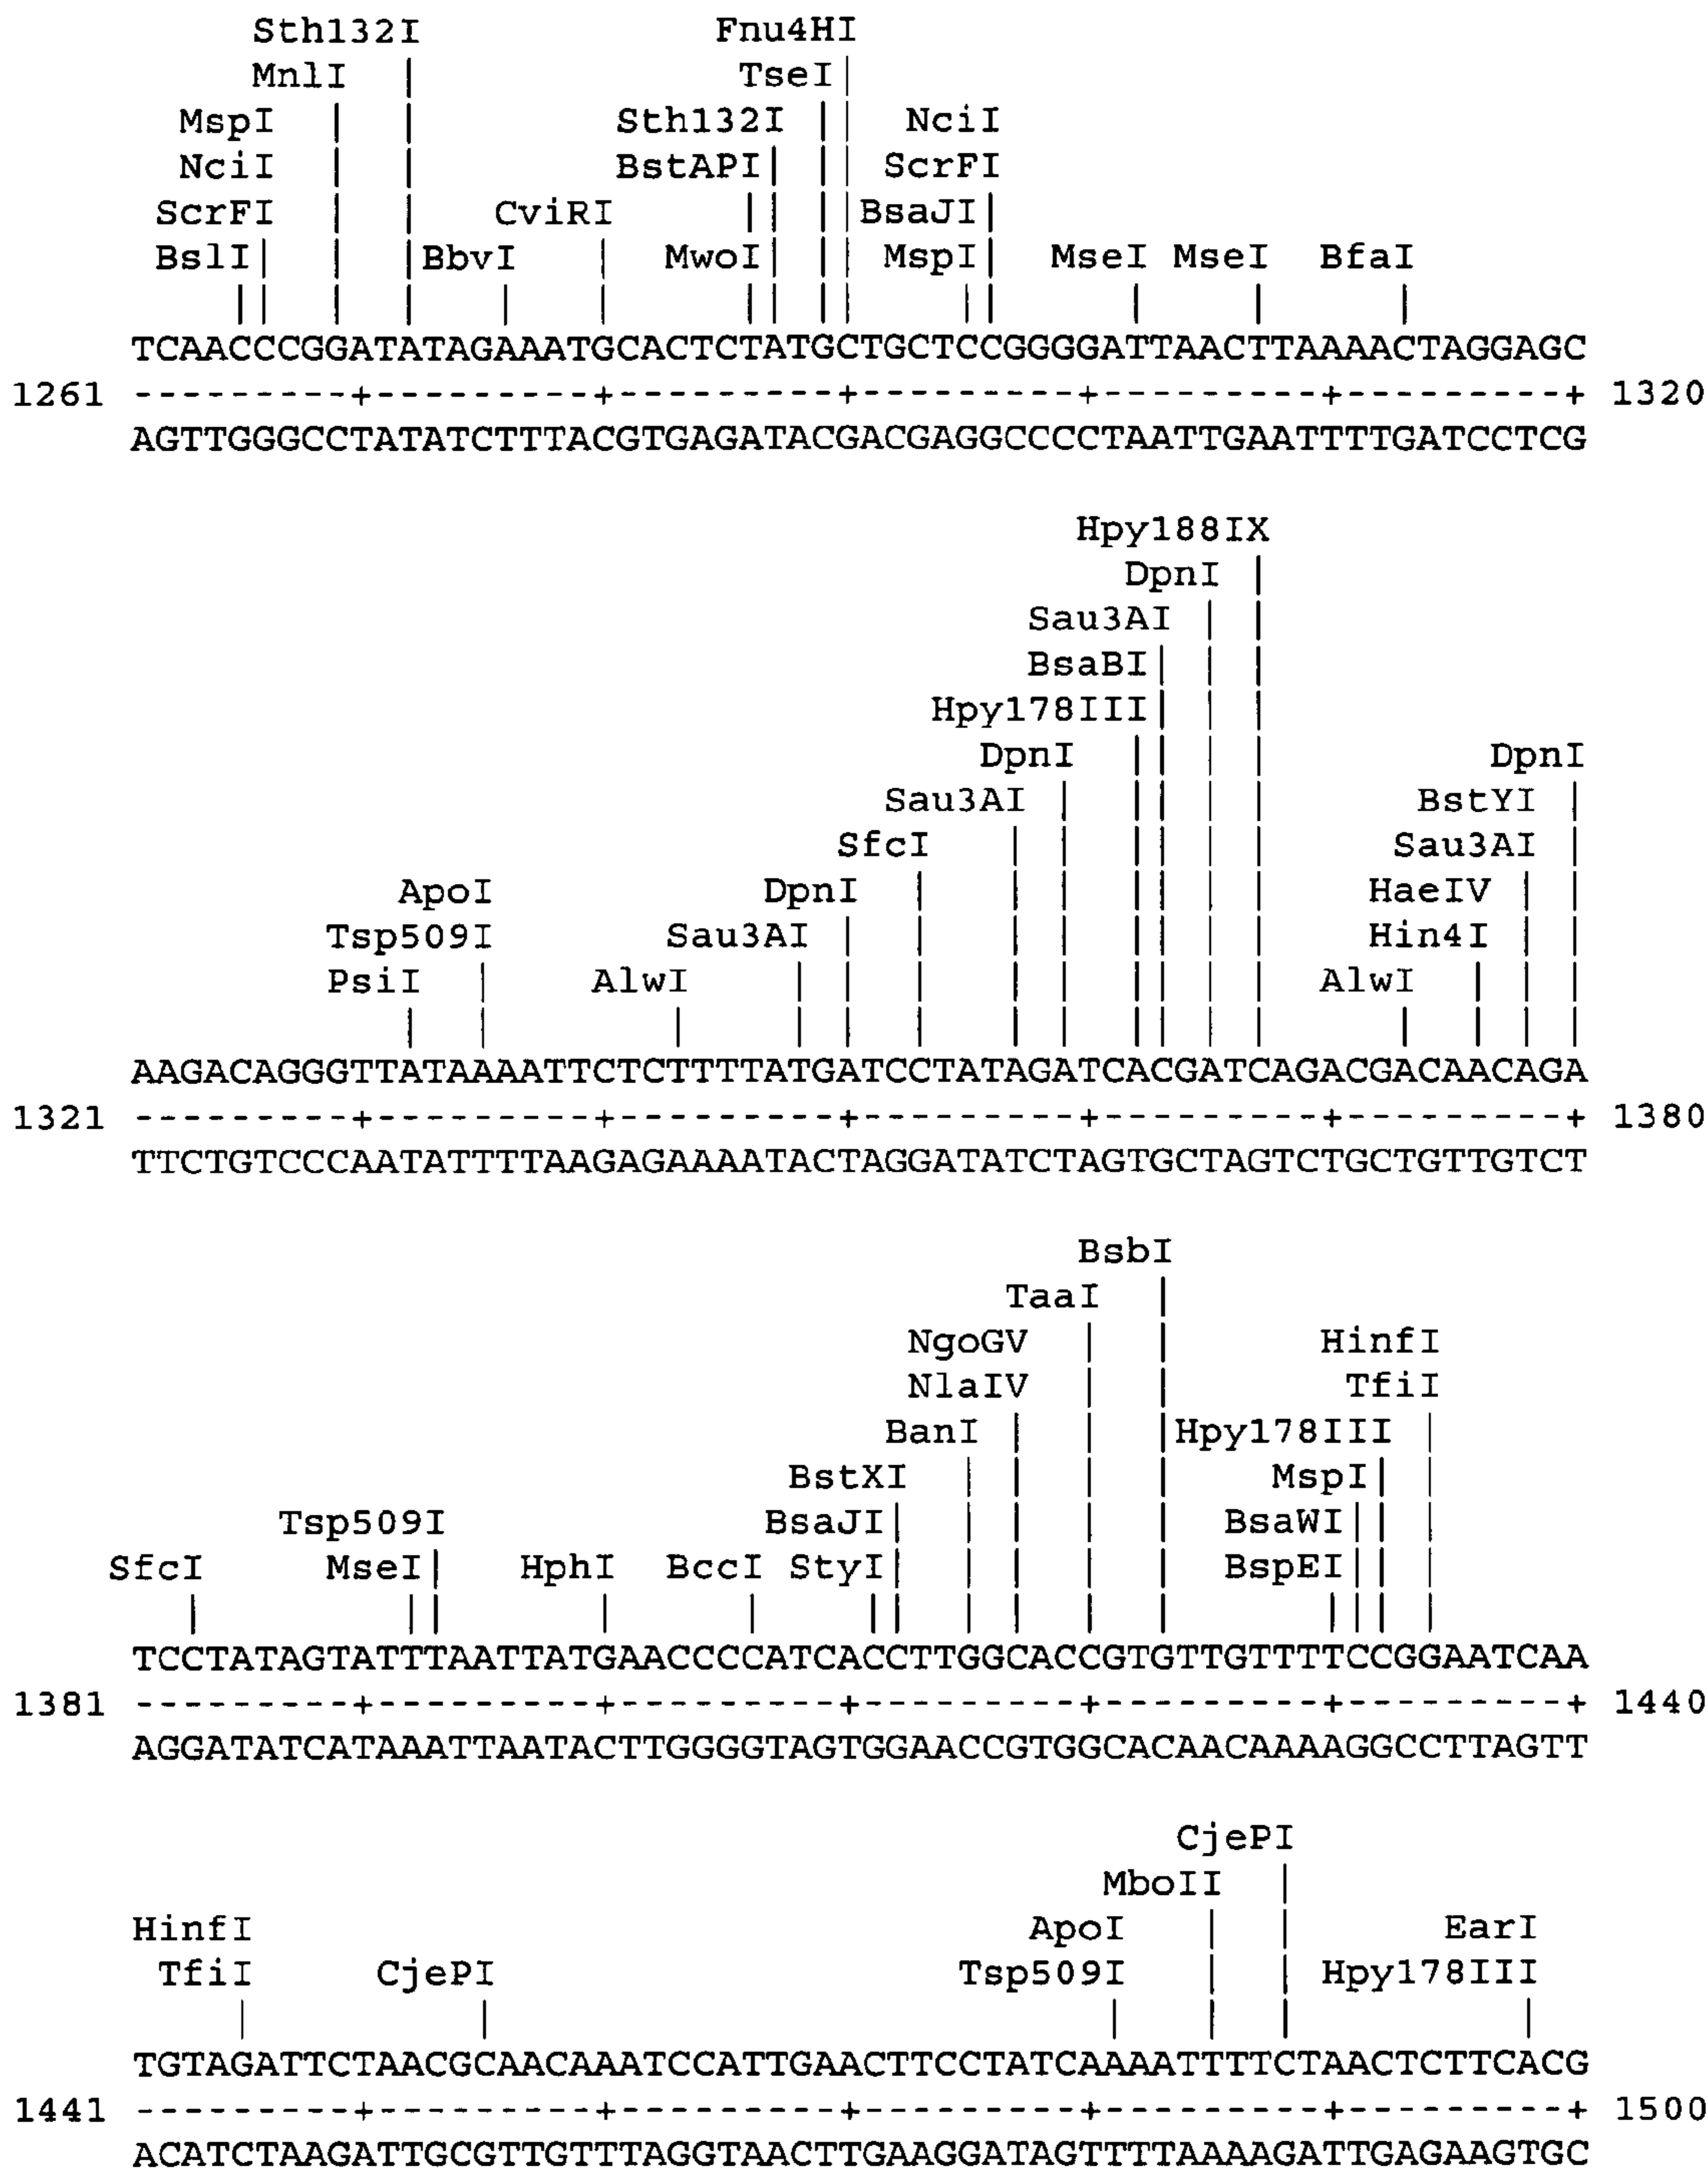 Sth132I Fnu4HI
MnlI TseI
MspI Sth132I NciI
NciI BstAPI ScrFI
ScrFI CviRI BsaJI
BslI BbvI MwoI MspI MseI MseI BfaI
TCAACCCGGATATAGAAATGCACTCTATGCTGCTCCGGGGATTAACTTAAAACTAGGAGC
1261 ---------+---------+---------+---------+---------+---------+ 1320
AGTTGGGCCTATATCTTTACGTGAGATACGACGAGGCCCCTAATTGAATTTTGATCCTCG
Hpy188IX
DpnI
Sau3AI
BsaBI
Hpy178III
DpnI DpnI
Sau3AI BstYI
SfcI Sau3AI
ApoI DpnI HaeIV
Tsp509I Sau3AI Hin4I
PsiI AlwI AlwI
AAGACAGGGTTATAAAATTCTCTTTTATGATCCTATAGATCACGATCAGACGACAACAGA
1321 ---------+---------+---------+---------+---------+---------+ 1380
TTCTGTCCCAATATTTTAAGAGAAAATACTAGGATATCTAGTGCTAGTCTGCTGTTGTCT
BsbI
TaaI
NgoGV HinfI
NlaIV TfiI
BanI Hpy178III
BstXI MspI
Tsp509I BsaJI BsaWI
SfcI MseI HphI BccI StyI BspEI
TCCTATAGTATTTAATTATGAACCCCATCACCTTGGCACCGTGTTGTTTTCCGGAATCAA
1381 ---------+---------+---------+---------+---------+---------+ 1440
AGGATATCATAAATTAATACTTGGGGTAGTGGAACCGTGGCACAACAAAAGGCCTTAGTT
CjePI
MboII
HinfI ApoI EarI
TfiI CjePI Tsp509I Hpy178III
TGTAGATTCTAACGCAACAAATCCATTGAACTTCCTATCAAAATTTTCTAACTCTTCACG
1441 ---------+---------+---------+---------+---------+---------+ 1500
ACATCTAAGATTGCGTTGTTTAGGTAACTTGAAGGATAGTTTTAAAAGATTGAGAAGTGC